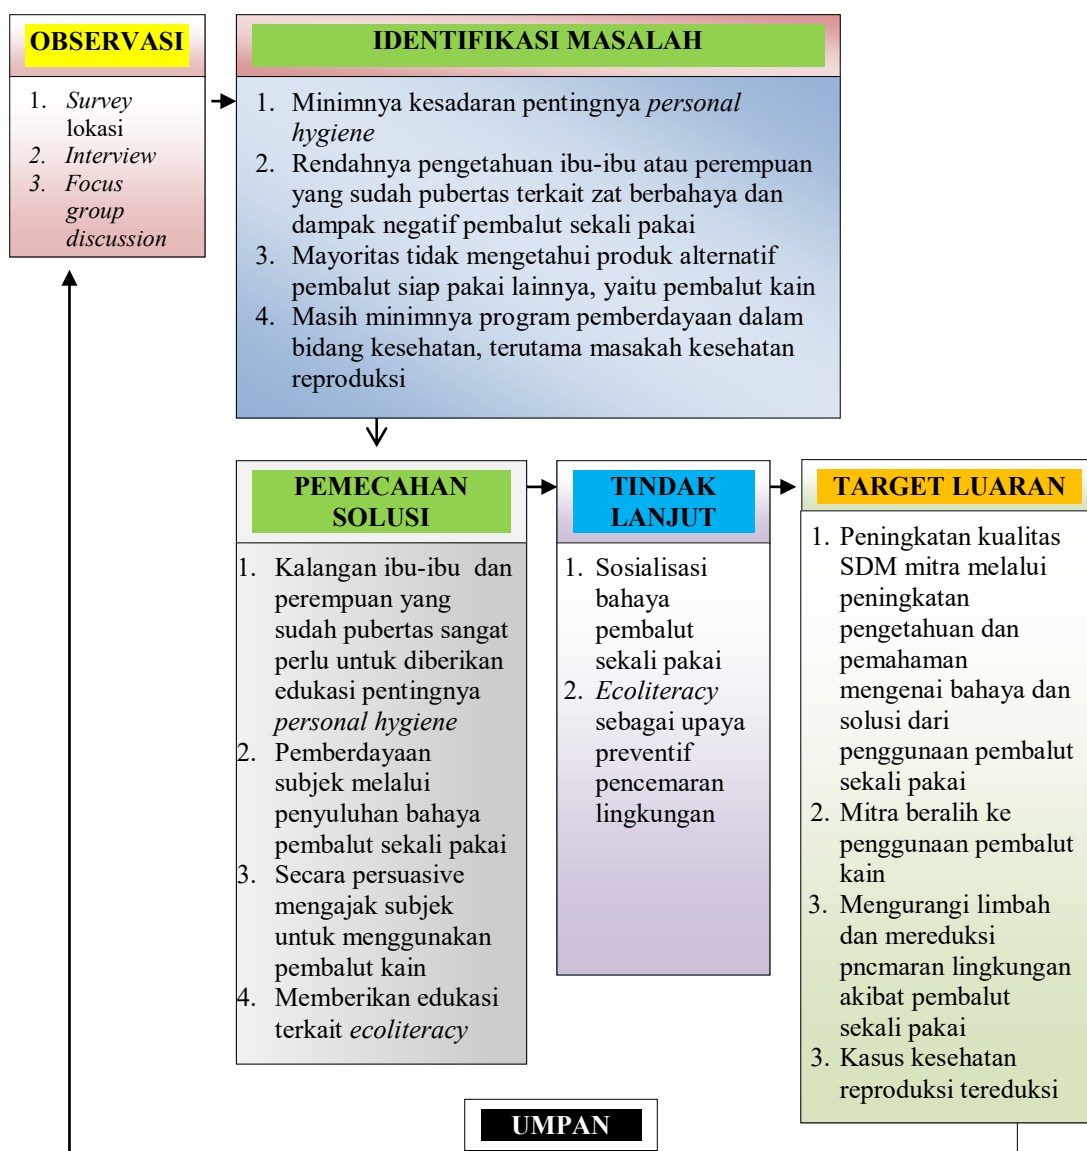 OBSERVASI
1. Survey
lokasi
2. Interview
3. Focus
group
discussion
IDENTIFIKASI MASALAH
1. Minimnya kesadaran pentingnya personal
hygiene
2. Rendahnya pengetahuan ibu-ibu atau perempuan
yang sudah pubertas terkait zat berbahaya dan
dampak negatif pembalut sekali pakai
3. Mayoritas tidak mengetahui produk alternatif
pembalut siap pakai lainnya, yaitu pembalut kain
4. Masih minimnya program pemberdayaan dalam
bidang kesehatan, terutama masakah kesehatan
reproduksi
PEMECAHAN
SOLUSI
1. Kalangan ibu-ibu dan
perempuan yang
sudah pubertas sangat
perlu untuk diberikan
edukasi pentingnya
personal hygiene
2. Pemberdayaan
subjek melalui
penyuluhan bahaya
pembalut sekali pakai
3. Secara persuasive
mengajak subjek
untuk menggunakan
pembalut kain
4. Memberikan edukasi
terkait ecoliteracy
TINDAK
LANJUT
1. Sosialisasi
bahaya
pembalut
sekali pakai
2. Ecoliteracy
sebagai upaya
preventif
pencemaran
lingkungan
TARGET LUARAN
1. Peningkatan kualitas
SDM mitra melalui
peningkatan
pengetahuan dan
pemahaman
mengenai bahaya dan
solusi dari
penggunaan pembalut
sekali pakai
2. Mitra beralih ke
penggunaan pembalut
kain
3. Mengurangi limbah
dan mereduksi
pncmaran lingkungan
akibat pembalut
sekali pakai
3. Kasus kesehatan
reproduksi tereduksi
UMPAN